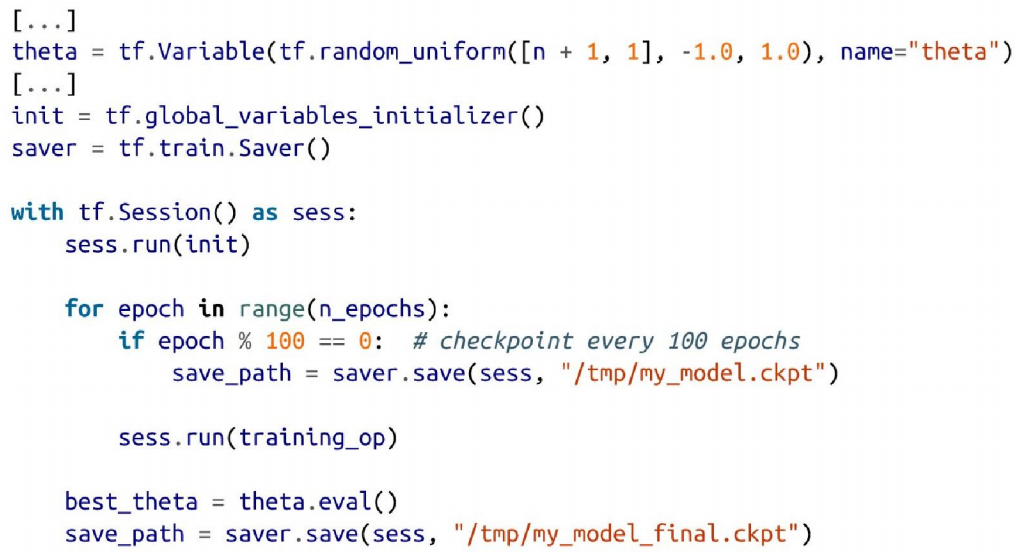 [...]
theta = tf.Variable(tf.random_uniform([n + 1, 1], -1.0, 1.0), name="theta")
[...]
init = tf.global_variables_initializer()
saver = tf.train.Saver()

with tf.Session() as sess:
    sess.run(init)

    for epoch in range(n_epochs):
        if epoch % 100 == 0:  # checkpoint every 100 epochs
            save_path = saver.save(sess, "/tmp/my_model.ckpt")

        sess.run(training_op)

    best_theta = theta.eval()
    save_path = saver.save(sess, "/tmp/my_model_final.ckpt")